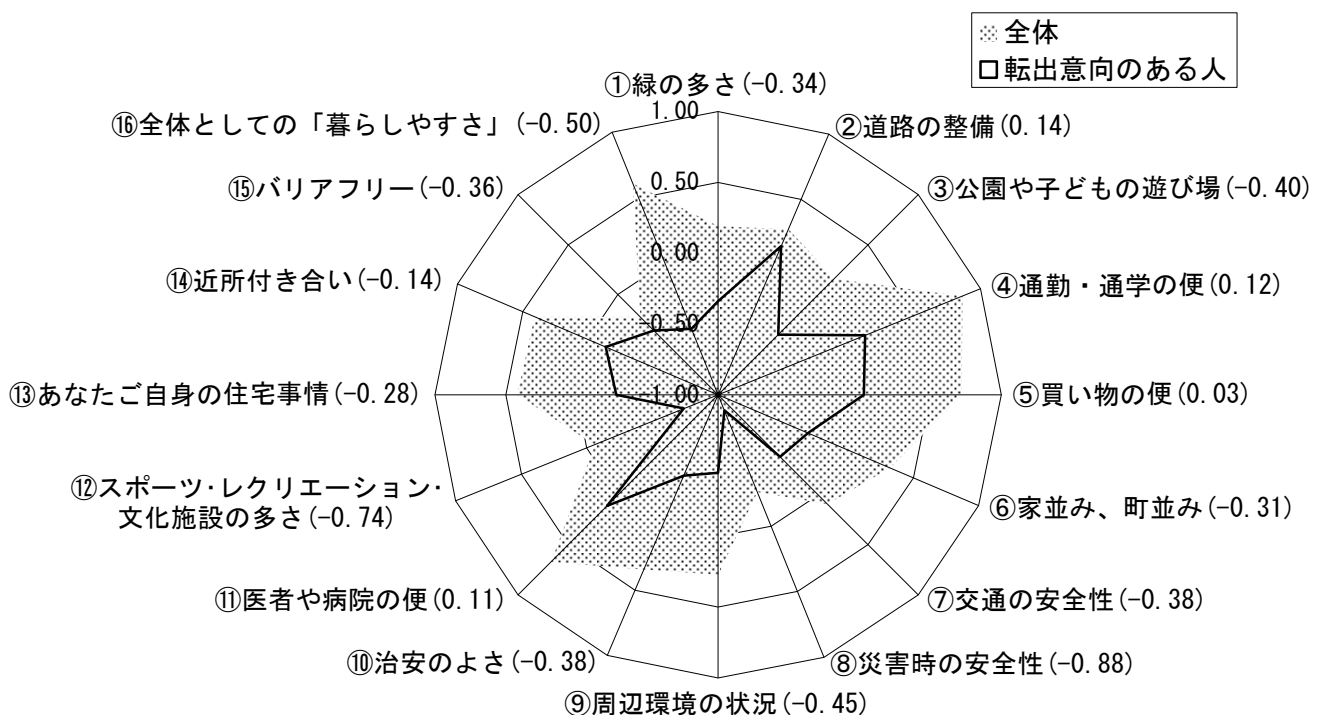 全体
転出意向のある人
①緑の多さ(-0.34)
②道路の整備(0.14)
③公園や子どもの遊び場(-0.40)
④通勤・通学の便(0.12)
⑤買い物の便(0.03)
⑥家並み、町並み(-0.31)
⑦交通の安全性(-0.38)
⑧災害時の安全性(-0.88)
⑨周辺環境の状況(-0.45)
⑩治安のよさ(-0.38)
⑪医者や病院の便(0.11)
⑫スポーツ・レクリエーション・
文化施設の多さ(-0.74)
⑬あなたご自身の住宅事情(-0.28)
⑭近所付き合い(-0.14)
⑮バリアフリー(-0.36)
⑯全体としての「暮らしやすさ」(-0.50)
1.00
0.50
0.00
-0.50
-1.00